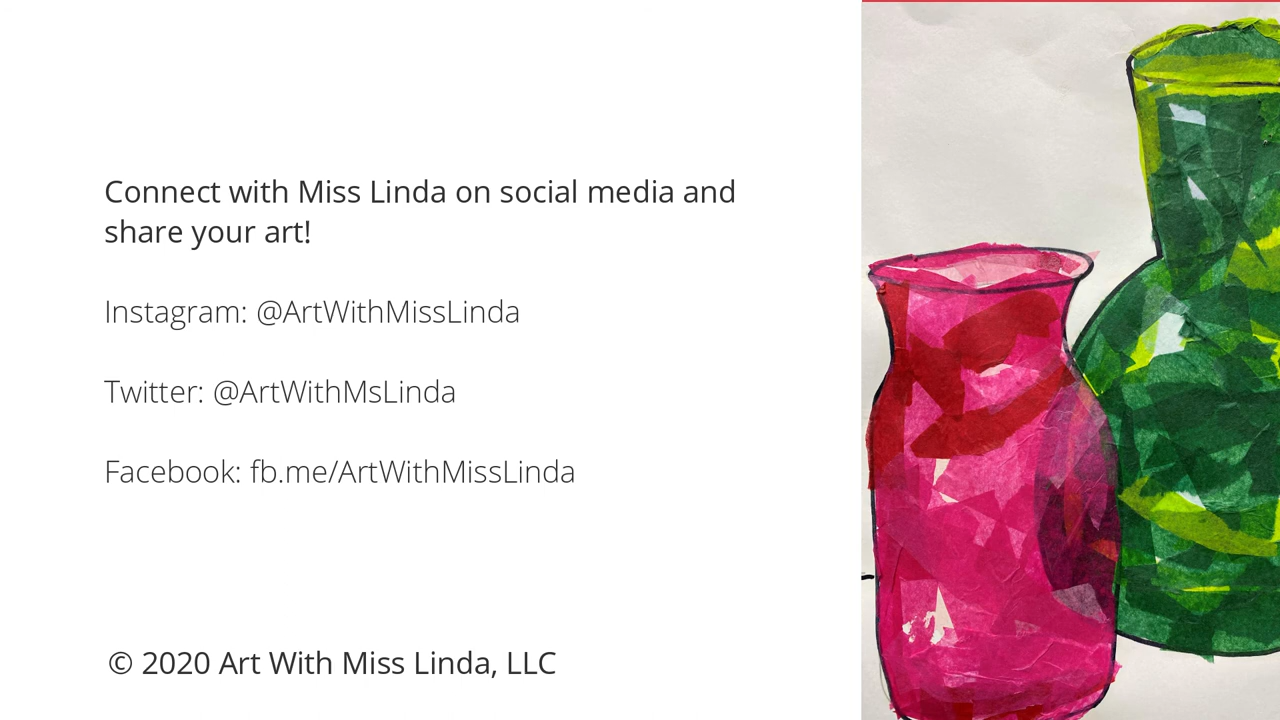 Connect with Miss Linda on social media and
share your art!
Instagram: @ArtWithMissLinda
Twitter: @ArtWithMsLinda
Facebook: fb.me/ArtWithMissLinda
© 2020 Art With Miss Linda, LLC